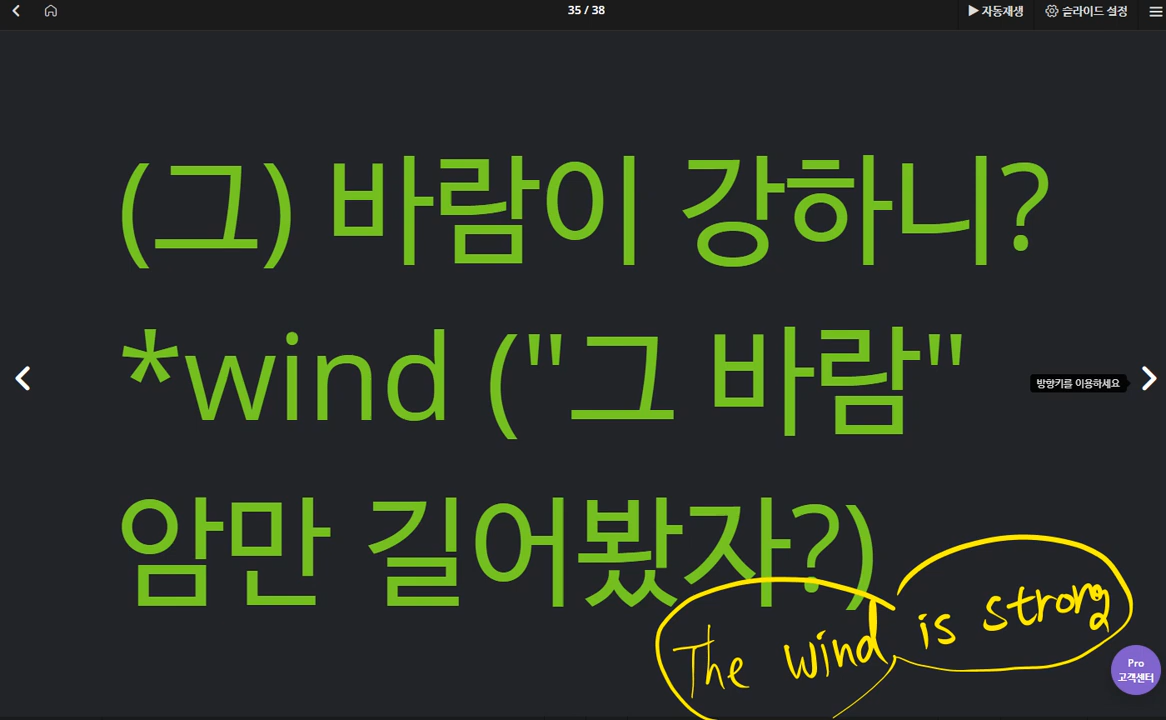 35 / 38
▶ 자동재생
슬라이드 설정
(그) 바람이 강하니?
*wind ("그 바람"
방향키를 이용하세요
암만 길어봤자?)
The wind is strong
Pro
고객센터